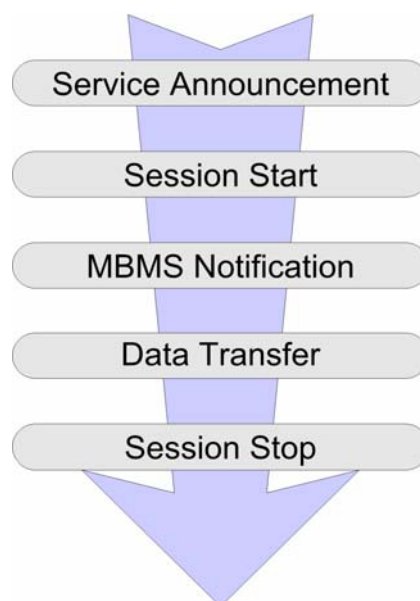 Service Announcement
Session Start
MBMS Notification
Data Transfer
Session Stop